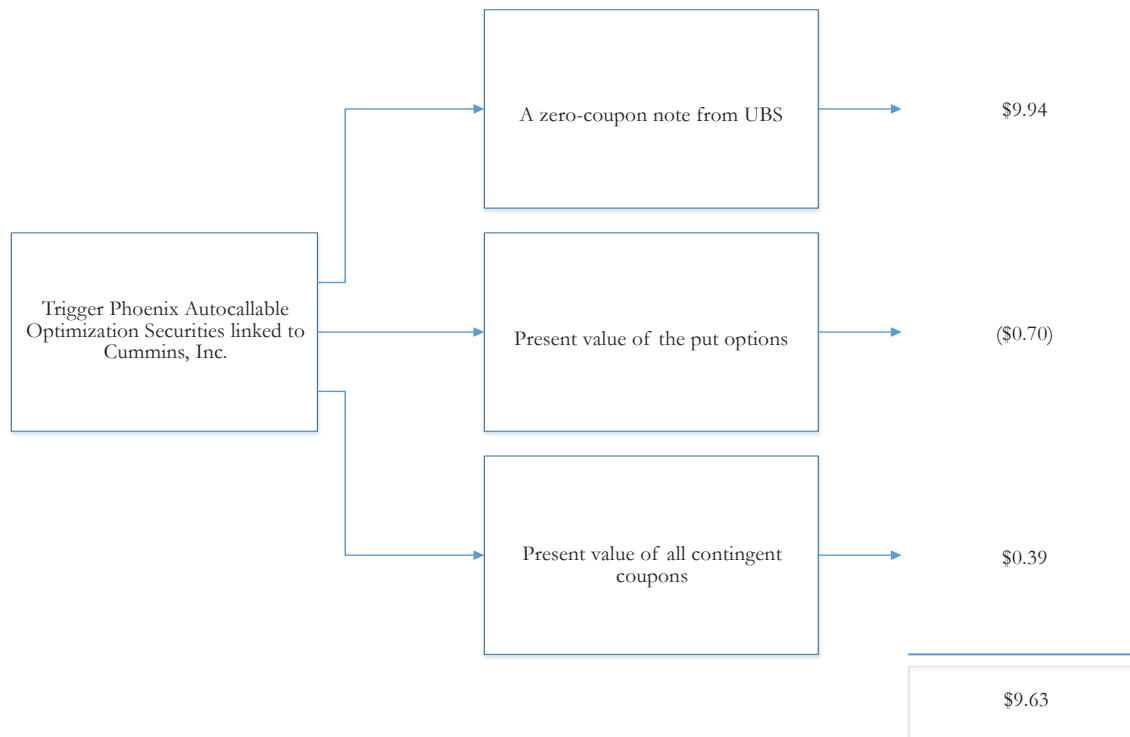 A zero-coupon note from UBS
$9.94
Trigger Phoenix Autocallable
Optimization Securities linked to
Cummins, Inc.
Present value of the put options
($0.70)
Present value of all contingent
coupons
$0.39
$9.63